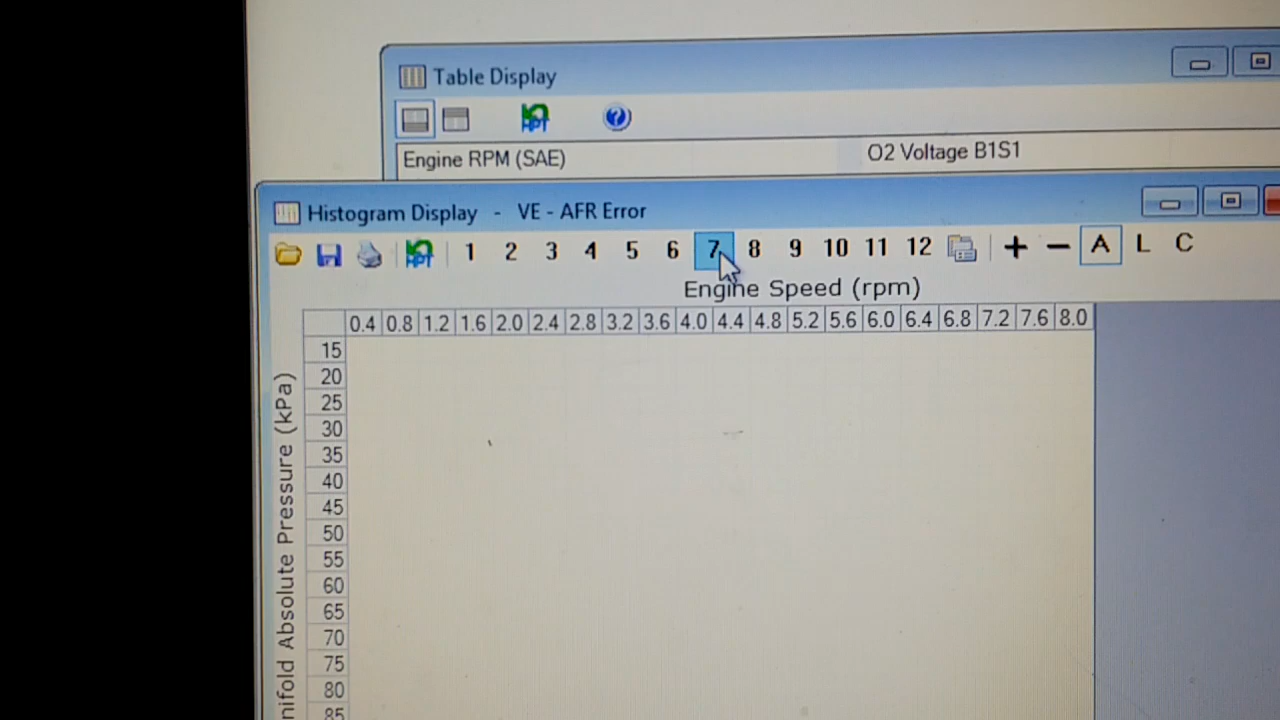 Table Display
HPT ?
Engine RPM (SAE) O2 Voltage B1S1
Histogram Display - VE - AFR Error
HPT 1 2 3 4 5 6 7 8 9 10 11 12 + − A L C
Engine Speed (rpm)
0.4 0.8 1.2 1.6 2.0 2.4 2.8 3.2 3.6 4.0 4.4 4.8 5.2 5.6 6.0 6.4 6.8 7.2 7.6 8.0
nifold Absolute Pressure (kPa)
15
20
25
30
35
40
45
50
55
60
65
70
75
80
85